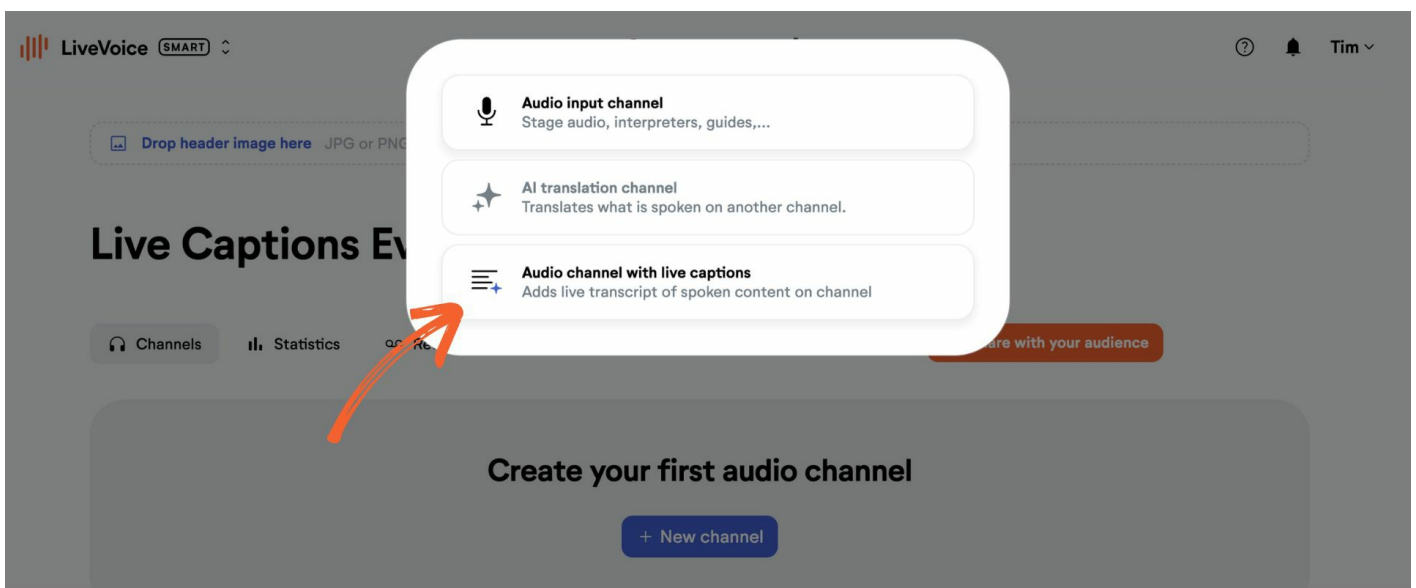 LiveVoice SMART
Tim
Audio input channel
Stage audio, interpreters, guides,...
Drop header image here JPG or PNG
AI translation channel
Translates what is spoken on another channel.
Live Captions Ev
Audio channel with live captions
Adds live transcript of spoken content on channel
Channels
Statistics
Re
are with your audience
Create your first audio channel
+ New channel